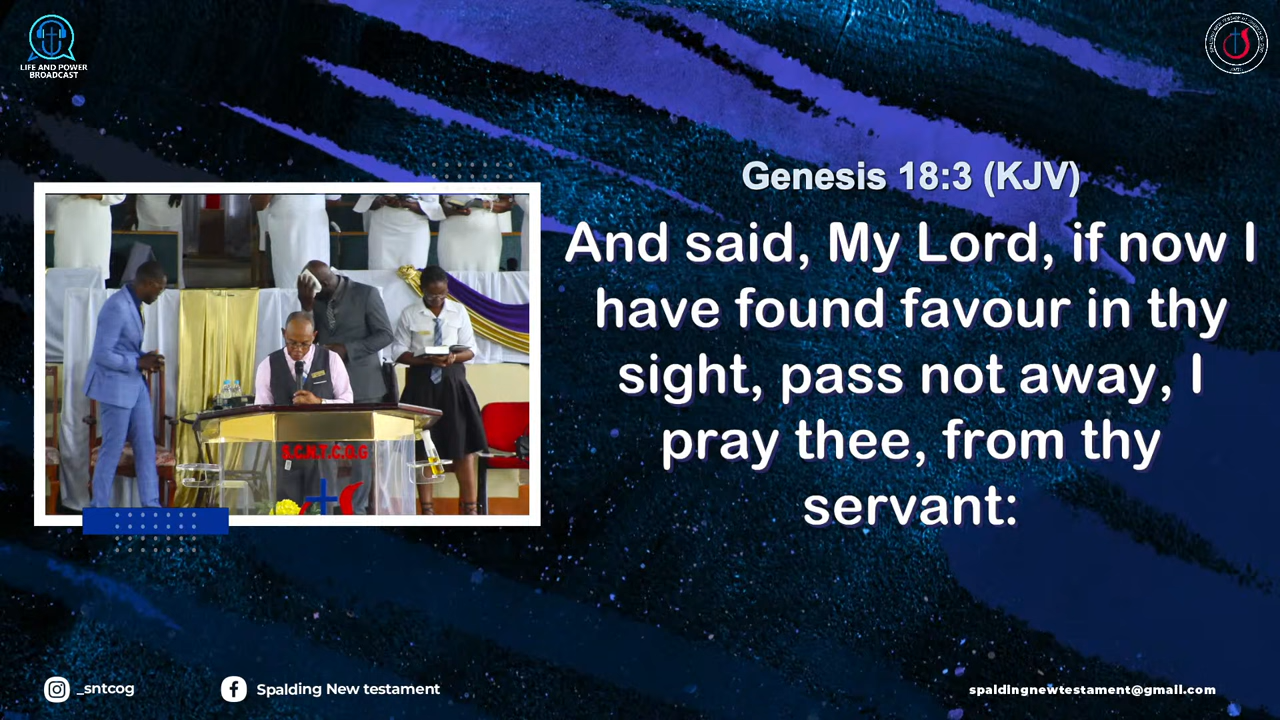 LIFE AND POWER
BROADCAST
Genesis 18:3 (KJV)
And said, My Lord, if now I
have found favour in thy
sight, pass not away, I
pray thee, from thy
servant:
S.C.N.T.C.O.G
_sntcog
Spalding New testament
spaldingnewtestament@gmail.com